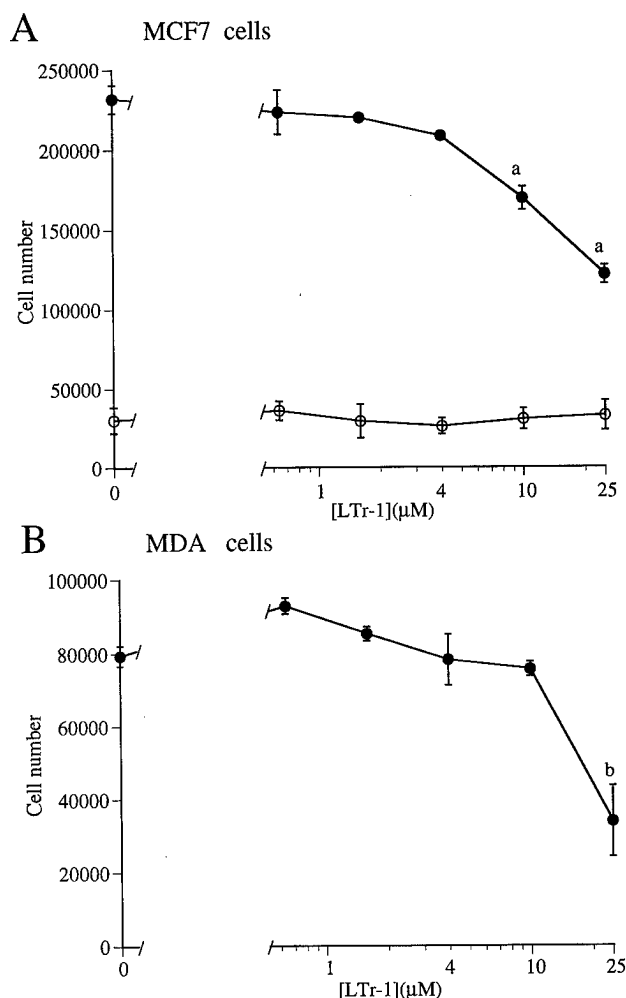 A
MCF7 cells
250000
200000
150000
100000
50000
0
Cell number
a
a
0
1
4
10
25
[LTr-1](μM)
B
MDA cells
100000
80000
60000
40000
20000
0
Cell number
b
0
1
4
10
25
[LTr-1](μM)